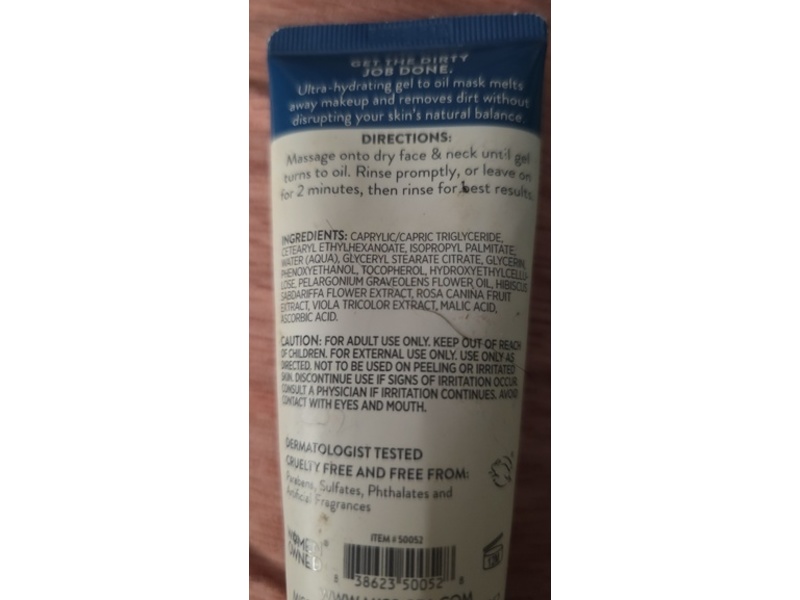 GET THE DIRTY
JOB DONE.
Ultra-hydrating gel to oil mask melts
away makeup and removes dirt without
disrupting your skin's natural balance.
DIRECTIONS:
Massage onto dry face & neck until gel
turns to oil. Rinse promptly, or leave on
for 2 minutes, then rinse for best results.
INGREDIENTS: CAPRYLIC/CAPRIC TRIGLYCERIDE,
CETEARYL ETHYLHEXANOATE, ISOPROPYL PALMITATE,
WATER (AQUA), GLYCERYL STEARATE CITRATE, GLYCERIN,
PHENOXYETHANOL, TOCOPHEROL, HYDROXYETHYLCELLU-
LOSE, PELARGONIUM GRAVEOLENS FLOWER OIL, HIBISCUS
SABDARIFFA FLOWER EXTRACT, ROSA CANINA FRUIT
EXTRACT, VIOLA TRICOLOR EXTRACT, MALIC ACID,
ASCORBIC ACID.
CAUTION: FOR ADULT USE ONLY. KEEP OUT OF REACH
OF CHILDREN. FOR EXTERNAL USE ONLY. USE ONLY AS
DIRECTED. NOT TO BE USED ON PEELING OR IRRITATED
SKIN. DISCONTINUE USE IF SIGNS OF IRRITATION OCCUR.
CONSULT A PHYSICIAN IF IRRITATION CONTINUES. AVOID
CONTACT WITH EYES AND MOUTH.
DERMATOLOGIST TESTED
CRUELTY FREE AND FREE FROM:
Parabens, Sulfates, Phthalates and
Artificial Fragrances
WOMEN
OWNED
ITEM # 50052
12M
8 38623 50052 8